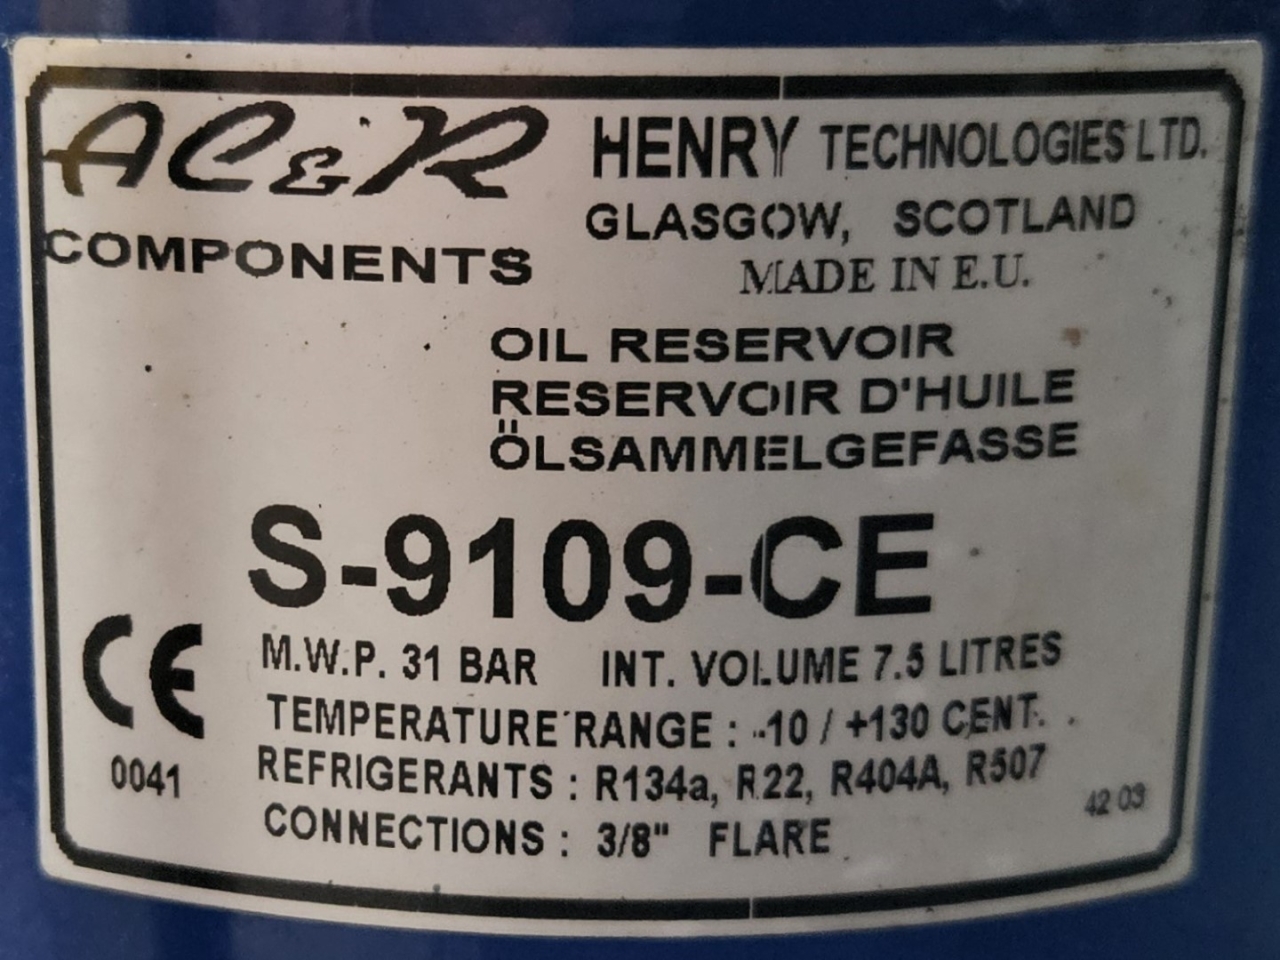 AC&R
COMPONENTS
HENRY TECHNOLOGIES LTD.
GLASGOW, SCOTLAND
MADE IN E.U.
OIL RESERVOIR
RESERVOIR D'HUILE
ÖLSAMMELGEFASSE
S-9109-CE
CE
0041
M.W.P. 31 BAR INT. VOLUME 7.5 LITRES
TEMPERATURE RANGE : -10 / +130 CENT.
REFRIGERANTS : R134a, R22, R404A, R507
CONNECTIONS : 3/8" FLARE
42 03